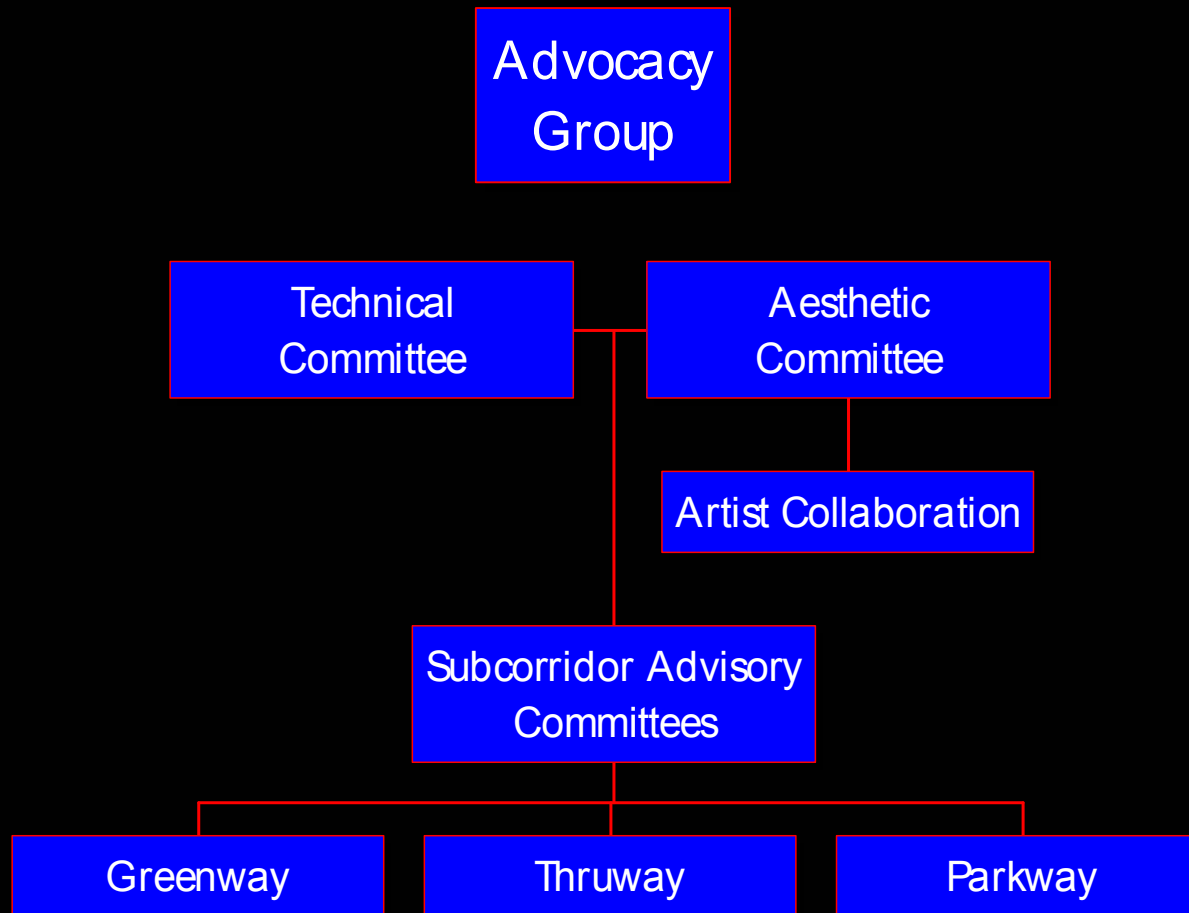 Advocacy
Group
Technical
Committee
Aesthetic
Committee
Artist Collaboration
Subcorridor Advisory
Committees
Greenway
Thruway
Parkway